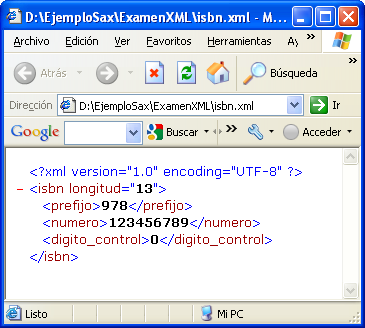 D:\EjemploSax\ExamenXML\isbn.xml - M...
Archivo Edición Ver Favoritos Herramientas Ay »
Atrás Búsqueda
Dirección D:\EjemploSax\ExamenXML\isbn.xml Ir
Google Buscar » Acceder
<?xml version="1.0" encoding="UTF-8" ?>
- <isbn longitud="13">
<prefijo>978</prefijo>
<numero>123456789</numero>
<digito_control>0</digito_control>
</isbn>
Listo Mi PC